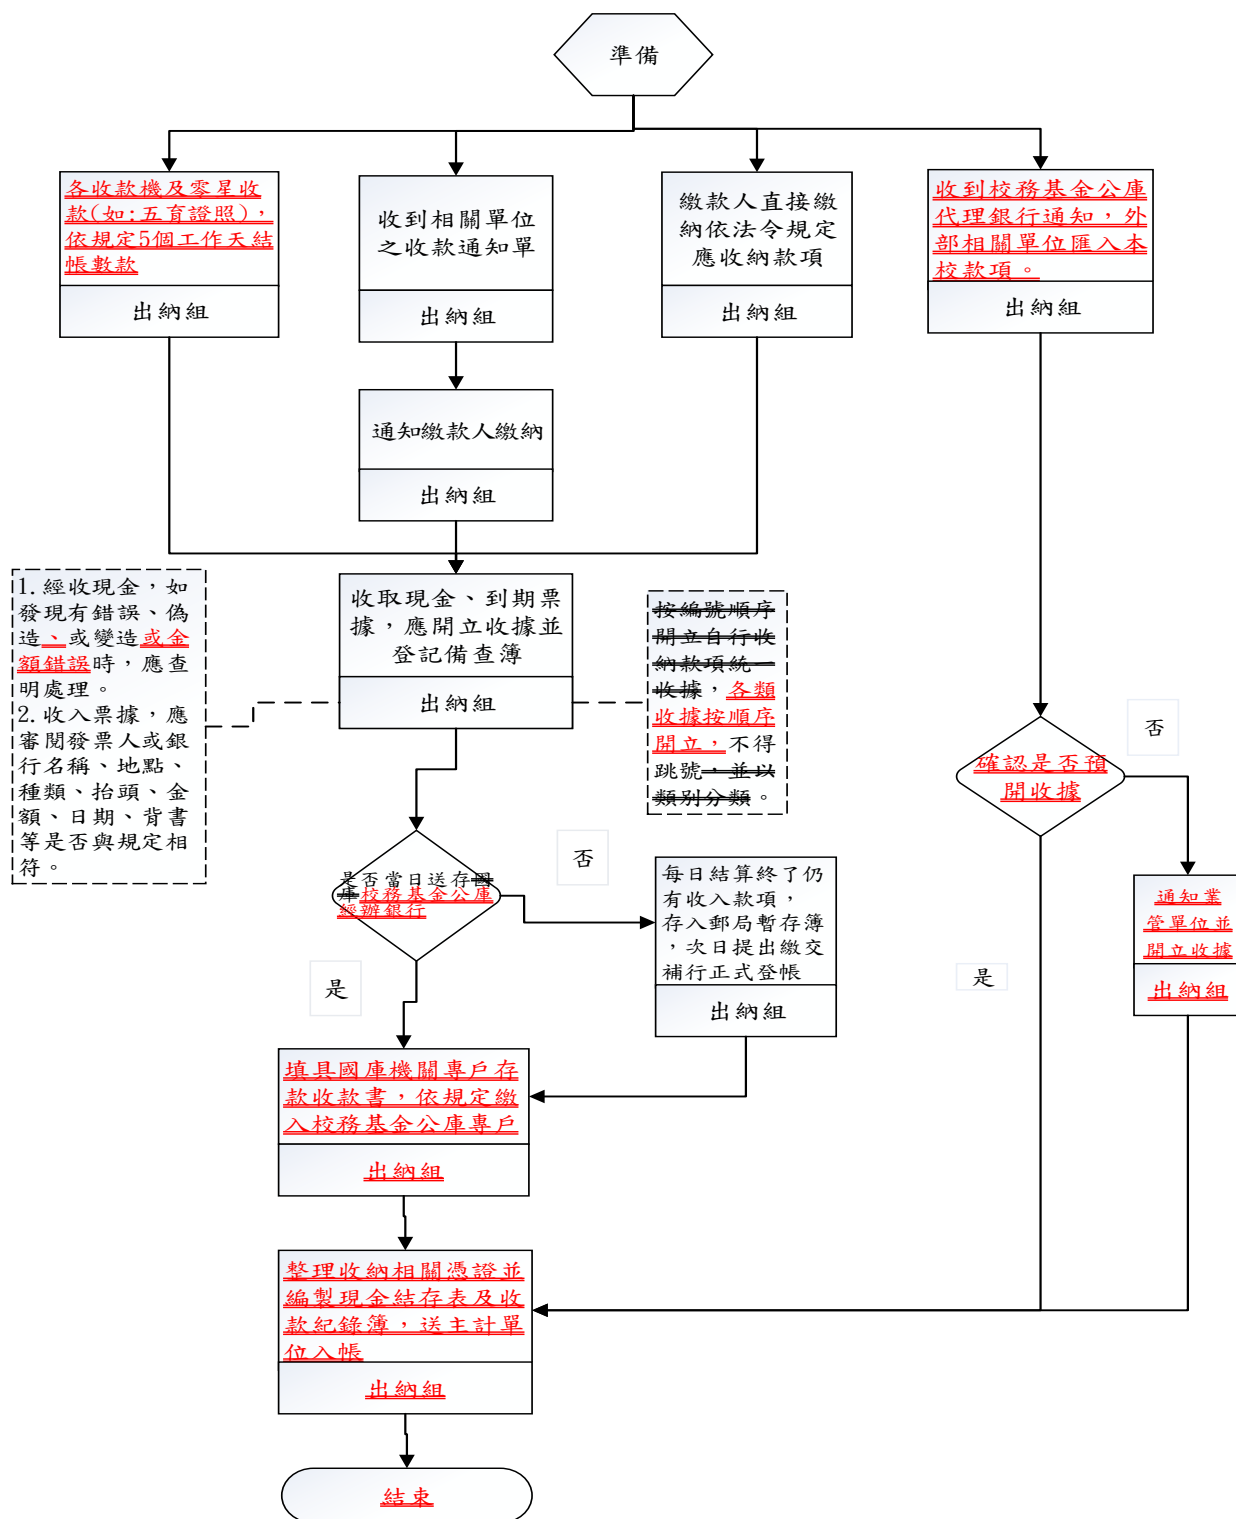 準備
各收款機及零星收
款(如:五育證照),
依規定5個工作天結
帳數款
出納組
收到相關單位
之收款通知單
出納組
繳款人直接繳
納依法令規定
應收納款項
出納組
收到校務基金公庫
代理銀行通知,外
部相關單位匯入本
校款項。
出納組
通知繳款人繳納
出納組
1.經收現金,如
發現有錯誤、偽
造、或變造或金
額錯誤時,應查
明處理。
2.收入票據,應
審閱發票人或銀
行名稱、地點、
種類、抬頭、金
額、日期、背書
等是否與規定相
符。
收取現金、到期票
據,應開立收據並
登記備查簿
出納組
按編號順序
開立自行收
納款項統一
收據,各類
收據按順序
開立,不得
跳號,並以
類別分類。
確認是否預
開收據
否
是否當日送存國
庫校務基金公庫
經辦銀行
否
是
每日結算終了仍
有收入款項,
存入郵局暫存簿
,次日提出繳交
補行正式登帳
出納組
是
通知業
管單位並
開立收據
出納組
填具國庫機關專戶存
款收款書,依規定繳
入校務基金公庫專戶
出納組
整理收納相關憑證並
編製現金結存表及收
款紀錄簿,送主計單
位入帳
出納組
結束